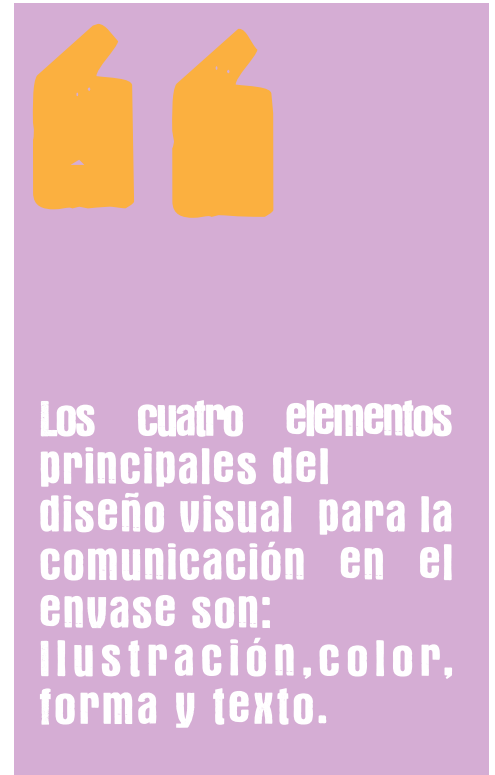 “
Los cuatro elementos
principales del
diseño visual para la
comunicación en el
envase son:
Ilustración,color,
forma y texto.